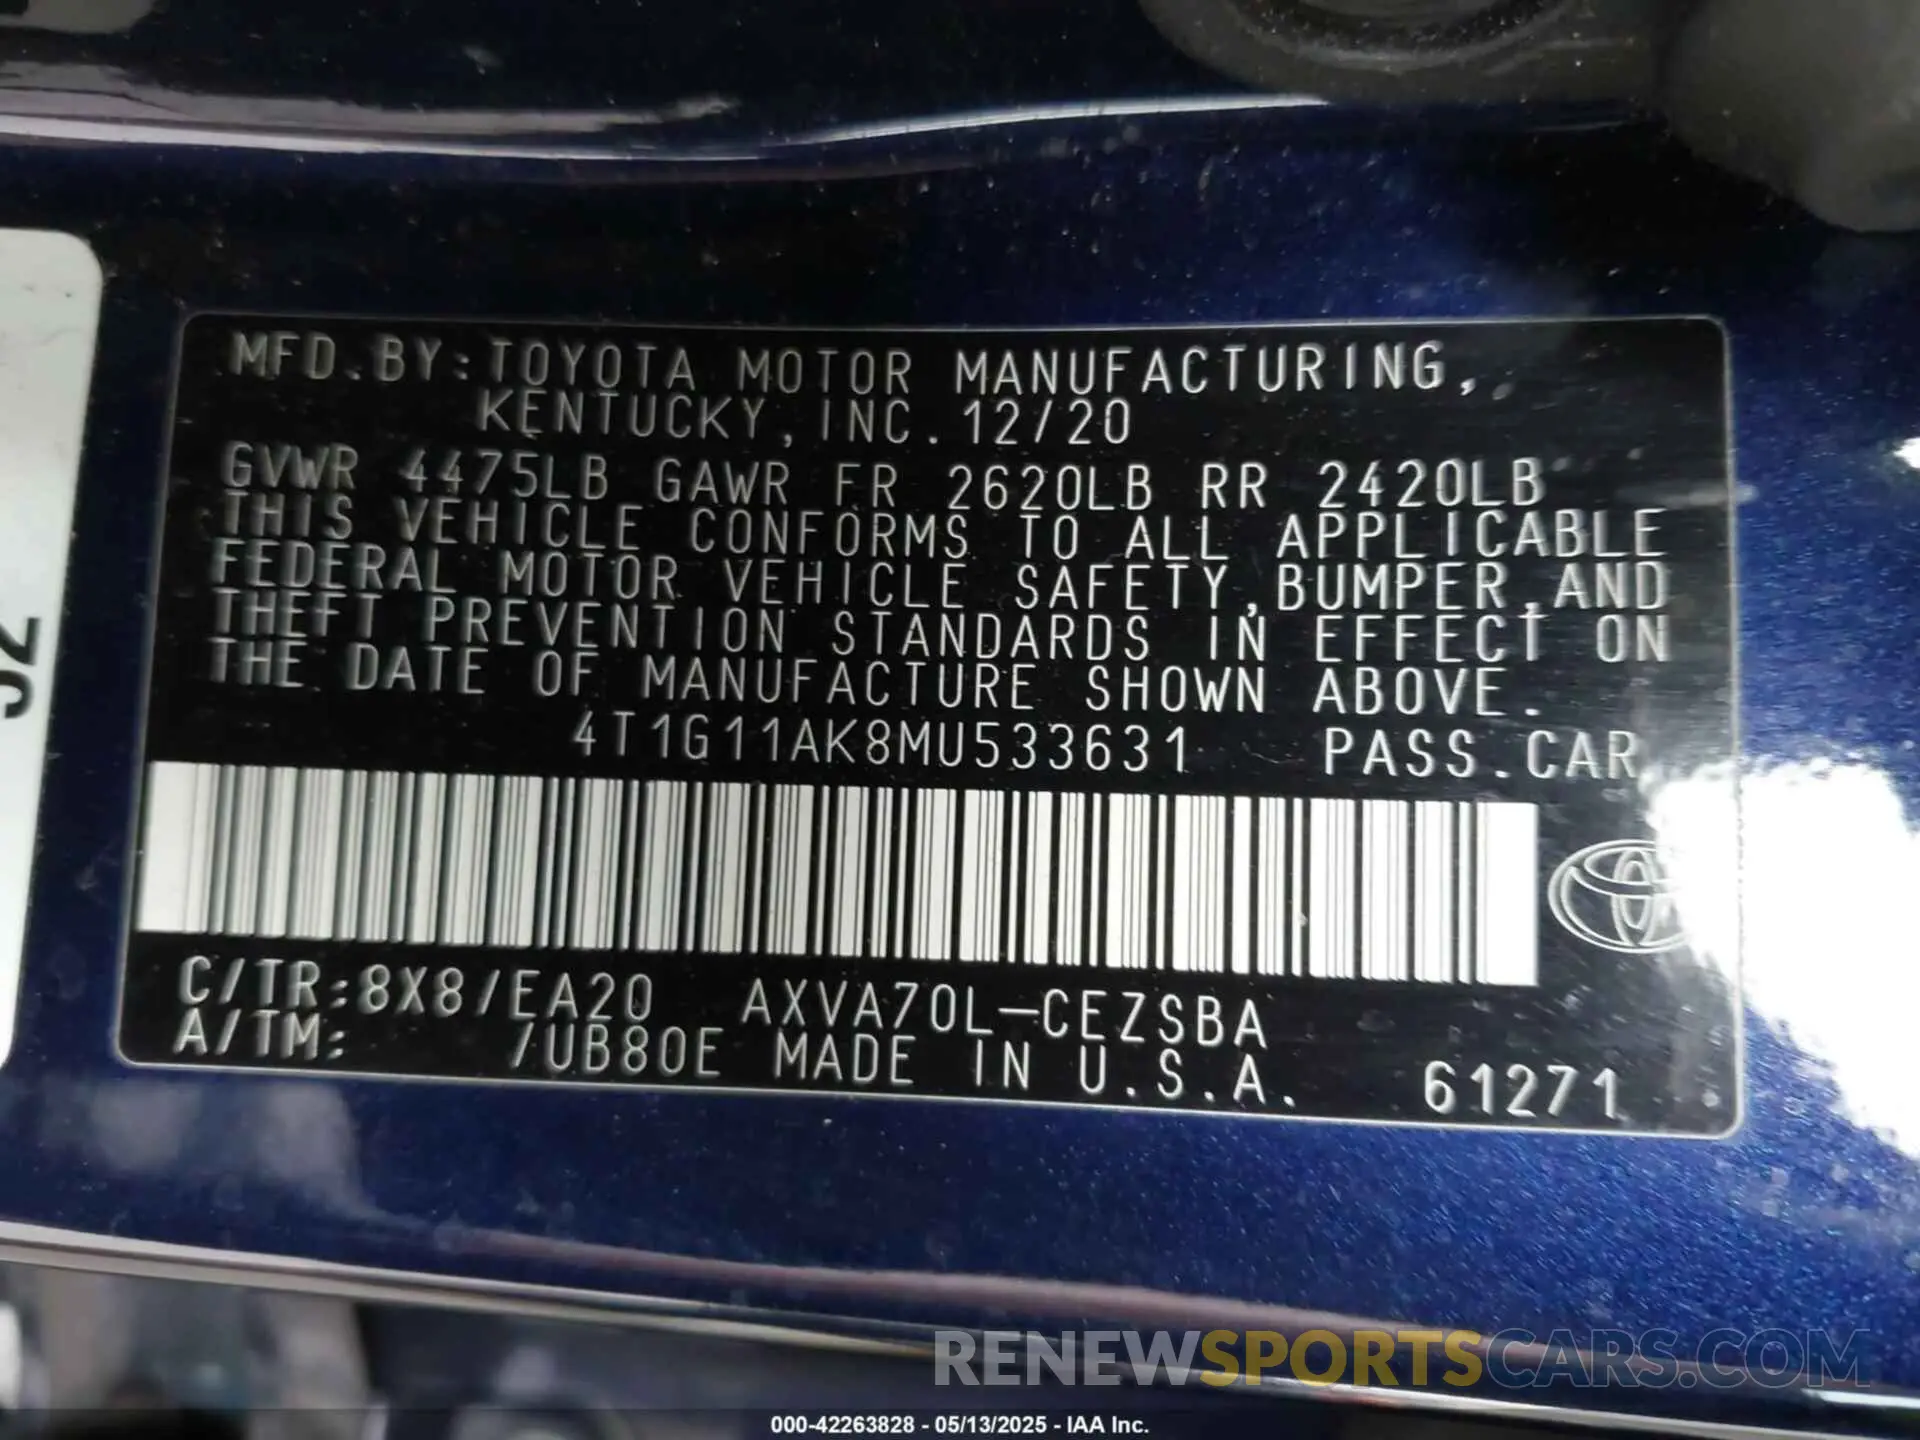 MFD.BY:TOYOTA MOTOR MANUFACTURING,
KENTUCKY, INC. 12/20
GVWR 4475LB GAWR FR 2620LB RR 2420LB
THIS VEHICLE CONFORMS TO ALL APPLICABLE
FEDERAL MOTOR VEHICLE SAFETY,BUMPER,AND
THEFT PREVENTION STANDARDS IN EFFECT ON
THE DATE OF MANUFACTURE SHOWN ABOVE.
4T1G11AK8MU533631 PASS.CAR
C/TR:8X8/EA20 AXVA70L-CEZSBA
A/TM: /UB80E MADE IN U.S.A. 61271
RENEWSPORTSCARS.COM
000-42263828 - 05/13/2025 - IAA Inc.